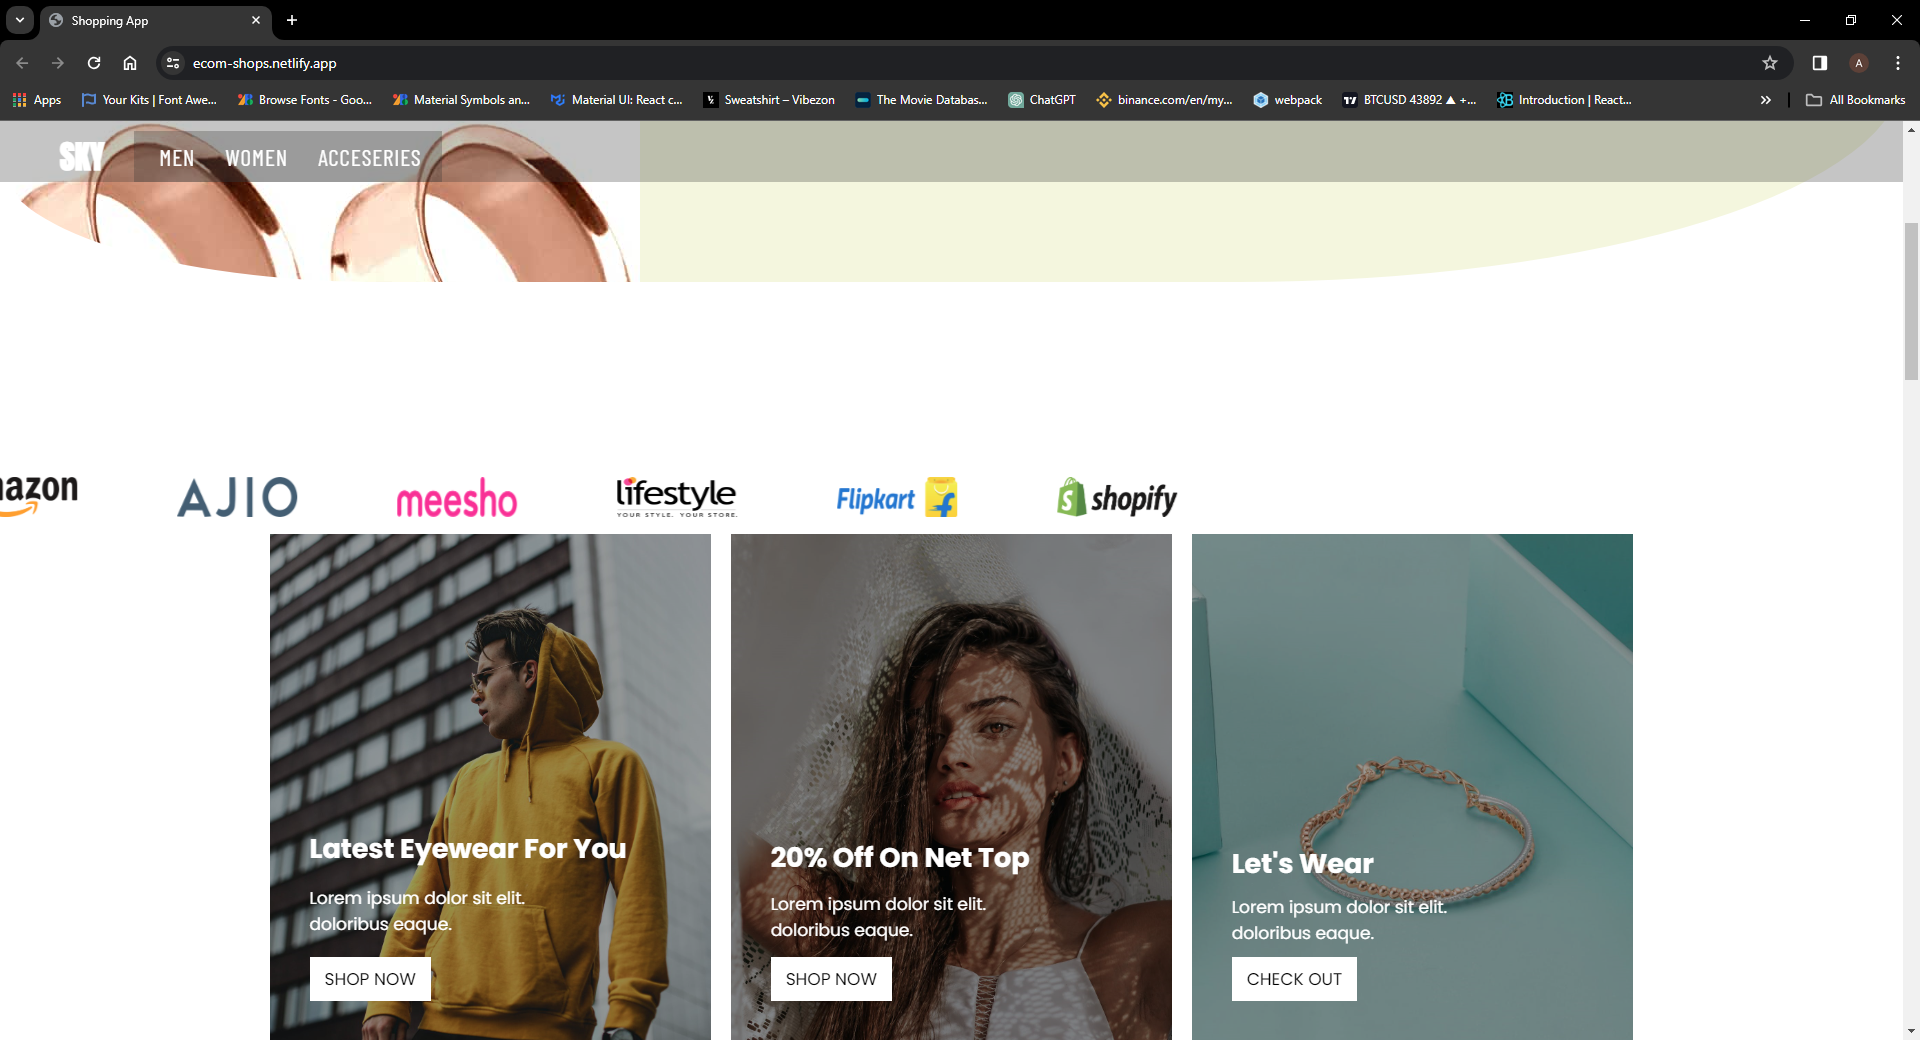 Shopping App
ecom-shops.netlify.app
Apps
Your Kits | Font Awe...
Browse Fonts - Goo...
Material Symbols an...
Material UI: React c...
Sweatshirt – Vibezon
The Movie Databas...
ChatGPT
binance.com/en/my...
webpack
BTCUSD 43892 ▲ +...
Introduction | React...
All Bookmarks
A
SKY
MEN
WOMEN
ACCESERIES
mazon
AJIO
meesho
lifestyle
YOUR STYLE. YOUR STORE.
Flipkart
shopify
Latest Eyewear For You
Lorem ipsum dolor sit elit.
doloribus eaque.
SHOP NOW
20% Off On Net Top
Lorem ipsum dolor sit elit.
doloribus eaque.
SHOP NOW
Let's Wear
Lorem ipsum dolor sit elit.
doloribus eaque.
CHECK OUT